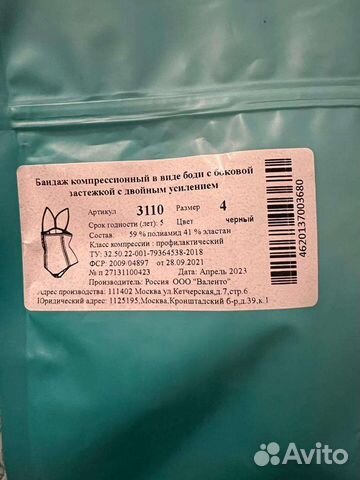 Бандаж компрессионный в виде боди с боковой
застежкой с двойным усилением
Артикул 3110 Размер 4
Срок годности (лет): 5 Цвет черный
Состав 59 % полиамид 41 % эластан
Класс компрессии : профилактический
ТУ: 32.50.22-001-79364538-2018
ФСР: 2009/04897 от 28.09.2021
№ п 27131100423 Дата: Апрель 2023
Производитель: Россия ООО "Валенто"
Адрес производства: 111402 Москва ул.Кетчерская,д.7,стр.6
Юридический адрес: 1125195,Москва,Кронштадский б-р,д.39,к.1
4620137003680
Avito